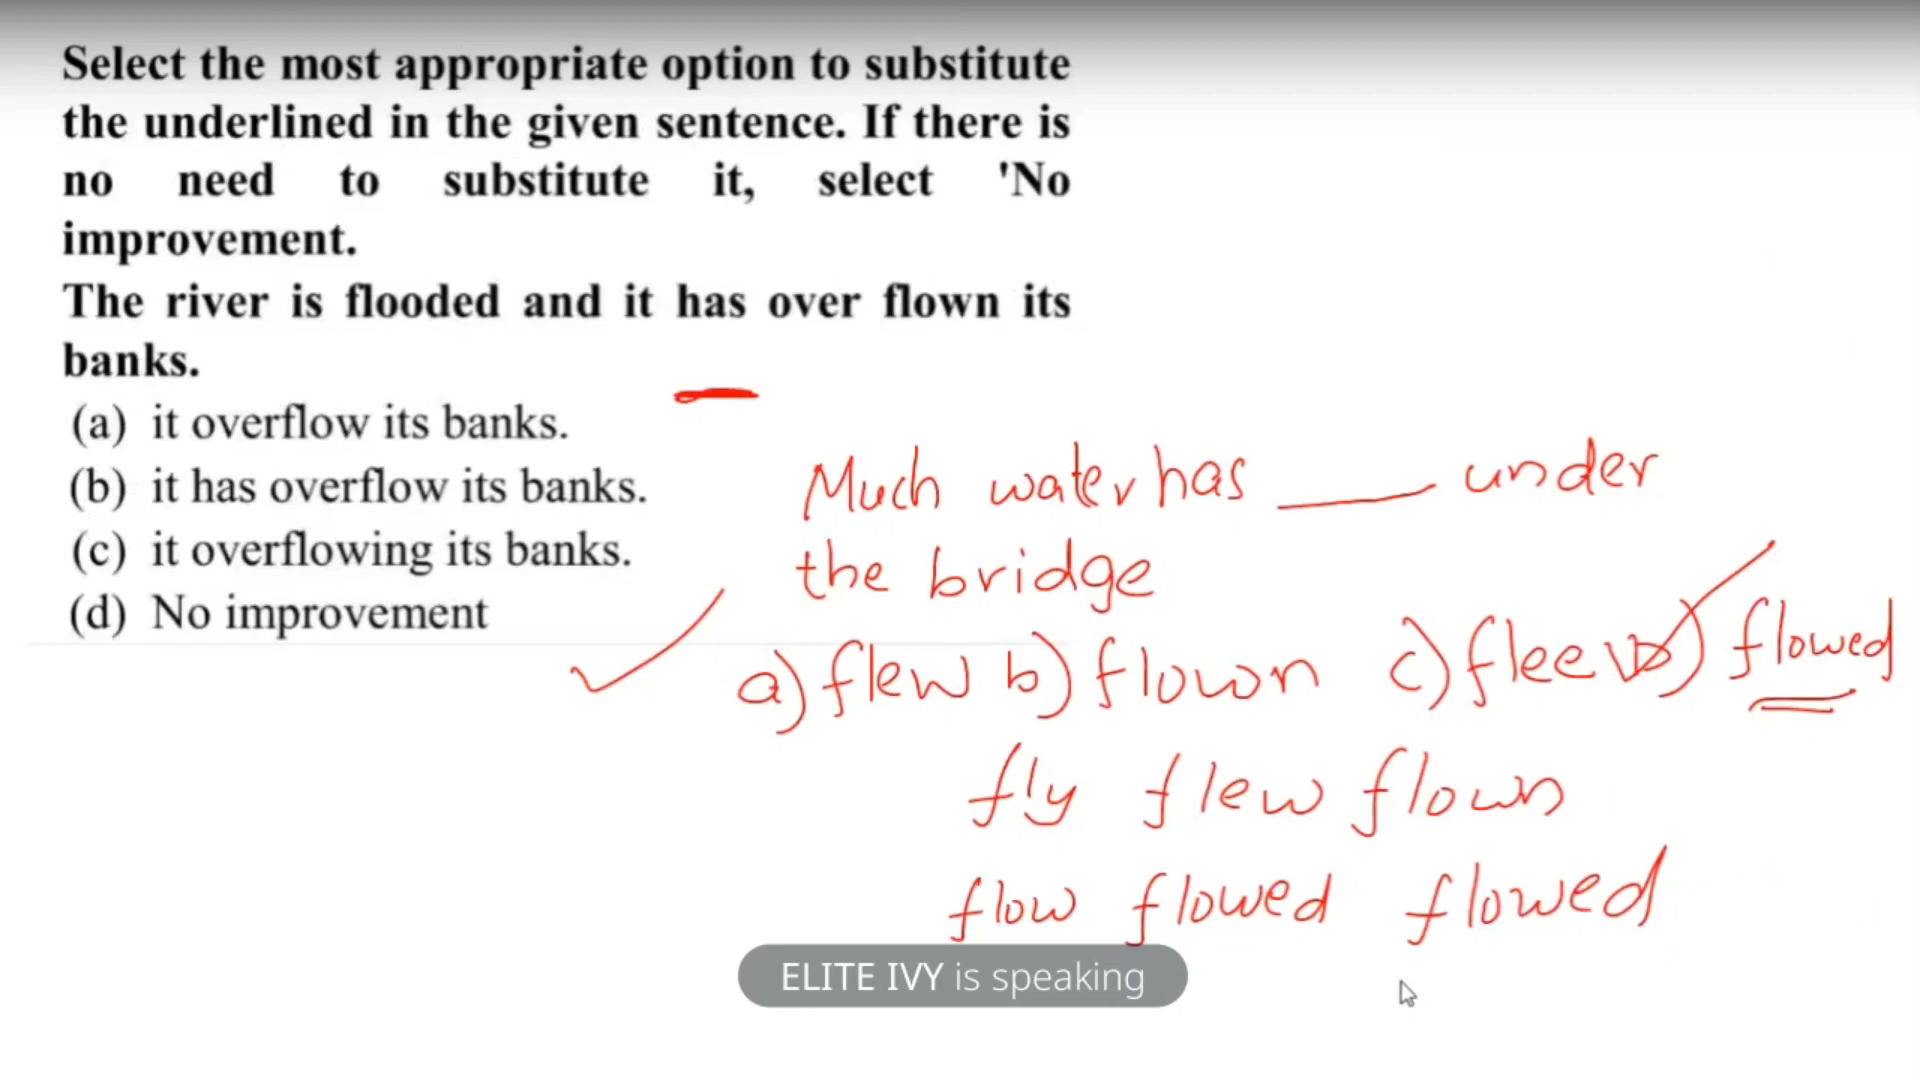 Select the most appropriate option to substitute
the underlined in the given sentence. If there is
no need to substitute it, select 'No
improvement.
The river is flooded and it has over flown its
banks.
(a) it overflow its banks.
(b) it has overflow its banks.
(c) it overflowing its banks.
(d) No improvement
Much water has ____ under
the bridge
a) flew b) flown c) flee d) flowed
fly flew flown
flow flowed flowed
ELITE IVY is speaking